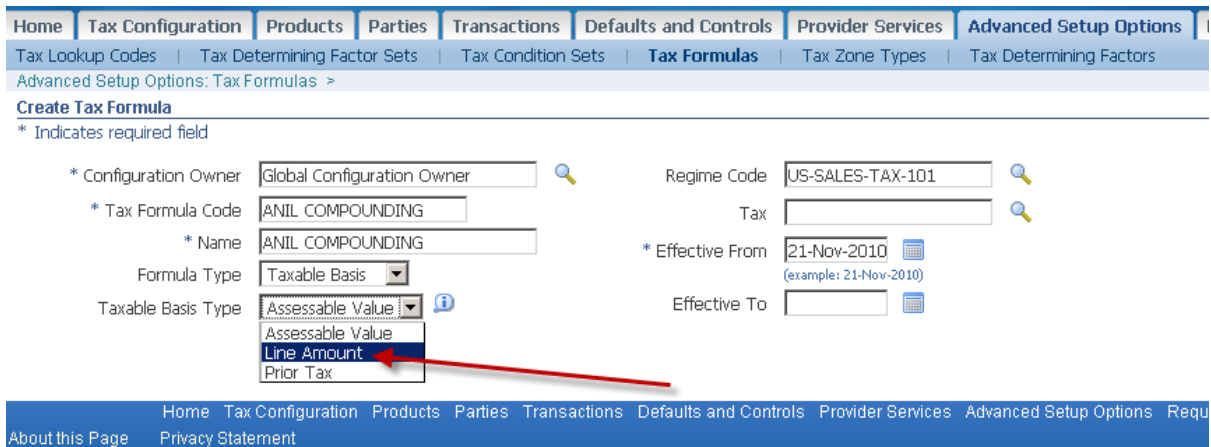 Home Tax Configuration Products Parties Transactions Defaults and Controls Provider Services Advanced Setup Options
Tax Lookup Codes | Tax Determining Factor Sets | Tax Condition Sets | Tax Formulas | Tax Zone Types | Tax Determining Factors
Advanced Setup Options: Tax Formulas >
Create Tax Formula
* Indicates required field
* Configuration Owner Global Configuration Owner
Regime Code US-SALES-TAX-101
* Tax Formula Code ANIL COMPOUNDING
Tax
* Name ANIL COMPOUNDING
* Effective From 21-Nov-2010
(example: 21-Nov-2010)
Formula Type Taxable Basis
Taxable Basis Type Assessable Value
Effective To
Assessable Value
Line Amount
Prior Tax
Home Tax Configuration Products Parties Transactions Defaults and Controls Provider Services Advanced Setup Options Requ
About this Page Privacy Statement